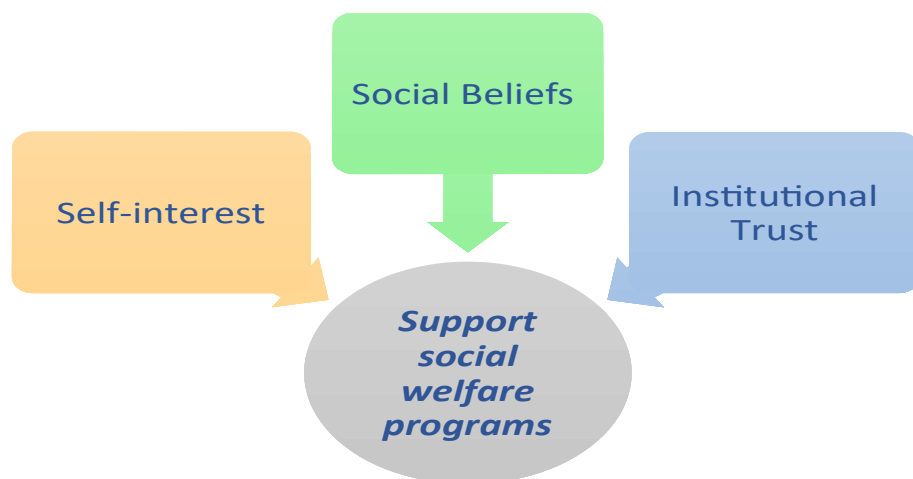 Social Beliefs
Self-interest
Institutional
Trust
Support
social
welfare
programs